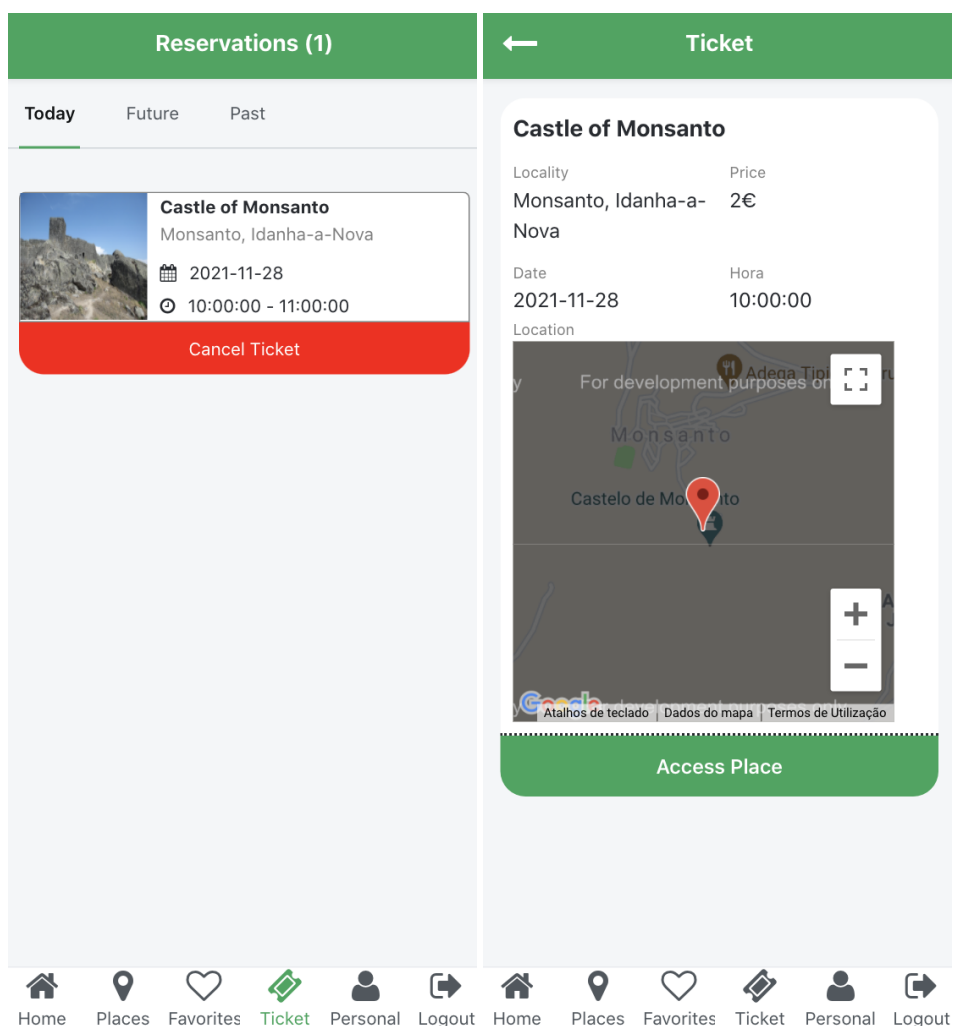 Reservations (1)
Today
Future
Past
Castle of Monsanto
Monsanto, Idanha-a-Nova
2021-11-28
10:00:00 - 11:00:00
Cancel Ticket
Home
Places
Favorites
Ticket
Personal
Logout
Ticket
Castle of Monsanto
Locality
Price
Monsanto, Idanha-a-
2€
Nova
Date
Hora
2021-11-28
10:00:00
Location
For development purposes
Adega
Monsanto
Castelo de
Google
Atalhos de teclado
Dados do mapa
Termos de Utilização
Access Place
Home
Places
Favorites
Ticket
Personal
Logout